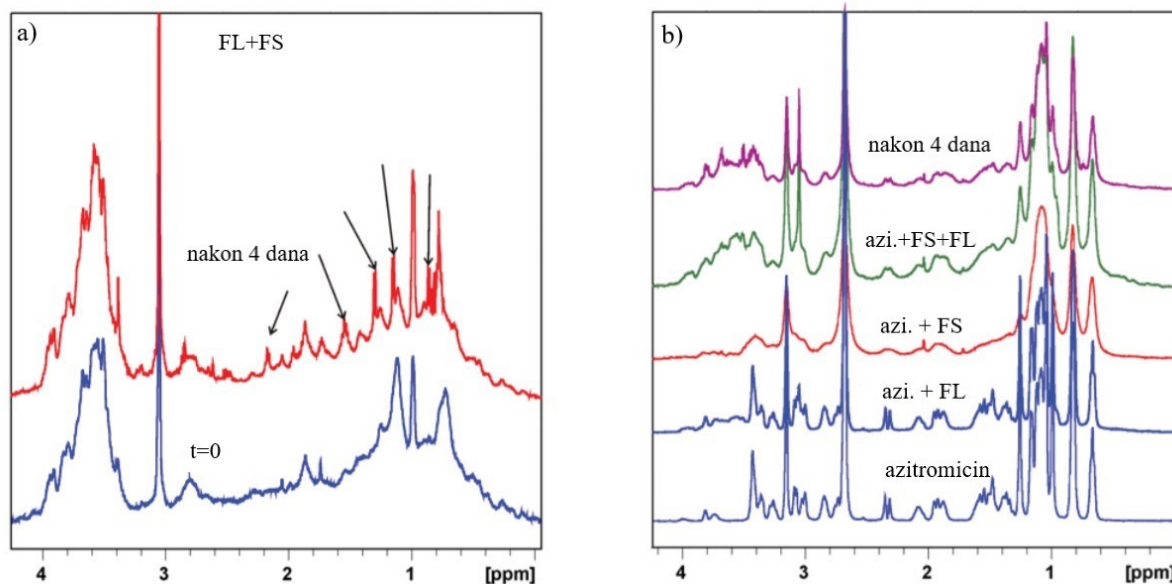 a)
FL+FS
nakon 4 dana
t=0
4
3
2
1
[ppm]
b)
nakon 4 dana
azi.+FS+FL
azi. + FS
azi. + FL
azitromicin
4
3
2
1
[ppm]